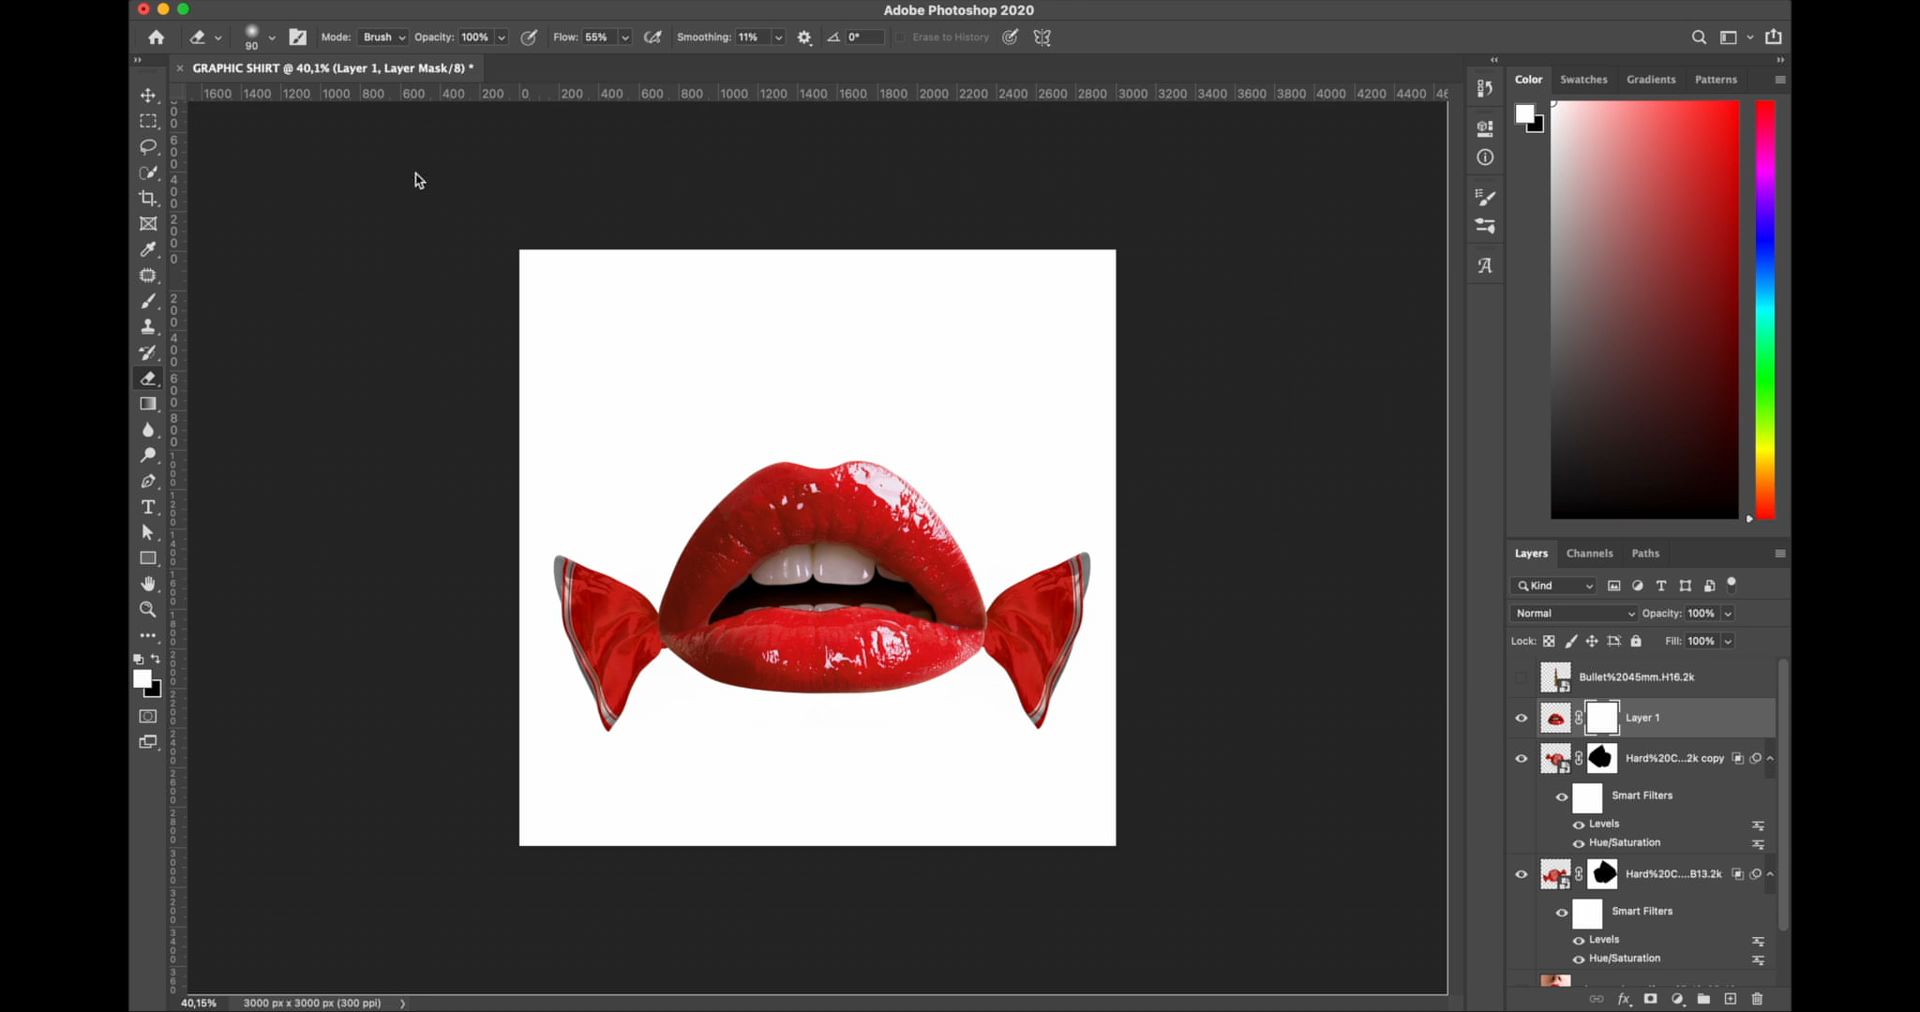 Adobe Photoshop 2020
90
Mode: Brush Opacity: 100% Flow: 55% Smoothing: 11% 0° Erase to History
GRAPHIC SHIRT @ 40,1% (Layer 1, Layer Mask/8) *
1600 1400 1200 1000 800 600 400 200 0 200 400 600 800 1000 1200 1400 1600 1800 2000 2200 2400 2600 2800 3000 3200 3400 3600 3800 4000 4200 4400 46
Color Swatches Gradients Patterns
Layers Channels Paths
Kind
Normal Opacity: 100%
Lock: Fill: 100%
Bullet%2045mm.H16.2k
Layer 1
Hard%20C...2k copy
Smart Filters
Levels
Hue/Saturation
Hard%20C....B13.2k
Smart Filters
Levels
Hue/Saturation
40,15% 3000 px x 3000 px (300 ppi)